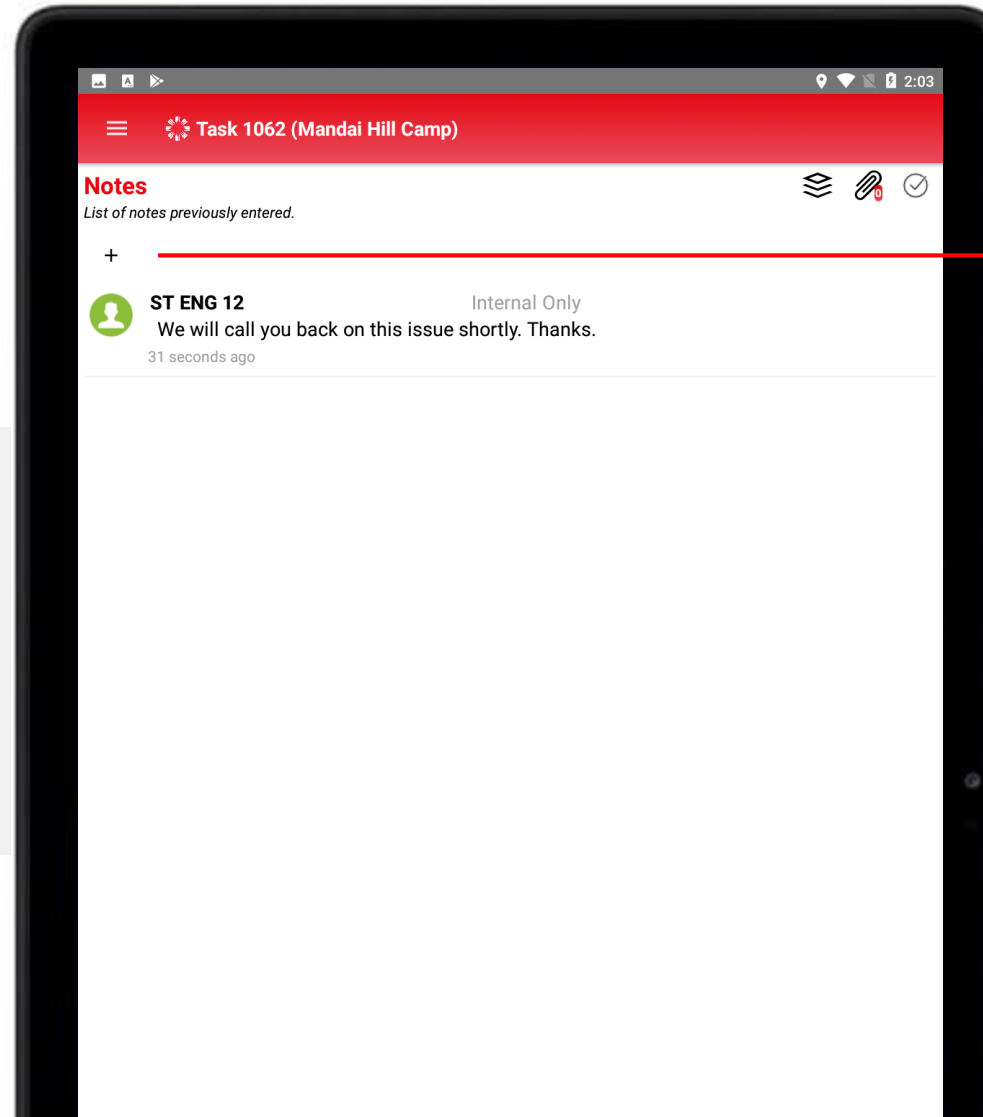 2:03
Task 1062 (Mandai Hill Camp)
Notes
0
List of notes previously entered.
+
ST ENG 12 Internal Only
We will call you back on this issue shortly. Thanks.
31 seconds ago